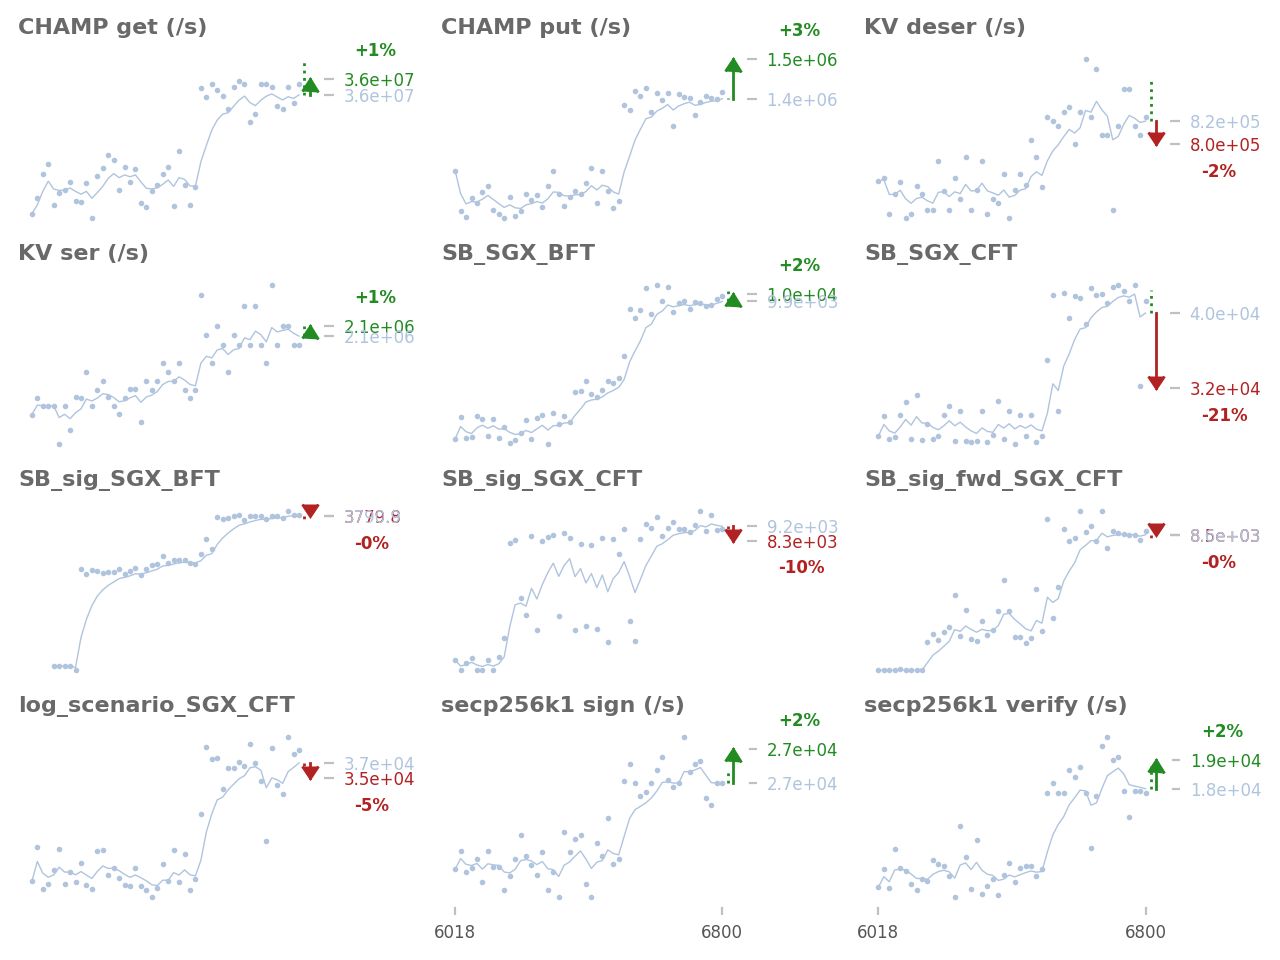 CHAMP get (/s)
+1%
3.6e+07
3.6e+07
CHAMP put (/s)
+3%
1.5e+06
1.4e+06
KV deser (/s)
8.2e+05
8.0e+05
-2%
KV ser (/s)
+1%
2.1e+06
2.1e+06
SB_SGX_BFT
+2%
1.0e+04
9.9e+03
SB_SGX_CFT
4.0e+04
3.2e+04
-21%
SB_sig_SGX_BFT
-0%
SB_sig_SGX_CFT
9.2e+03
8.3e+03
-10%
SB_sig_fwd_SGX_CFT
-0%
log_scenario_SGX_CFT
3.7e+04
3.5e+04
-5%
secp256k1 sign (/s)
+2%
2.7e+04
2.7e+04
secp256k1 verify (/s)
+2%
1.9e+04
1.8e+04
6018
6800
6018
6800